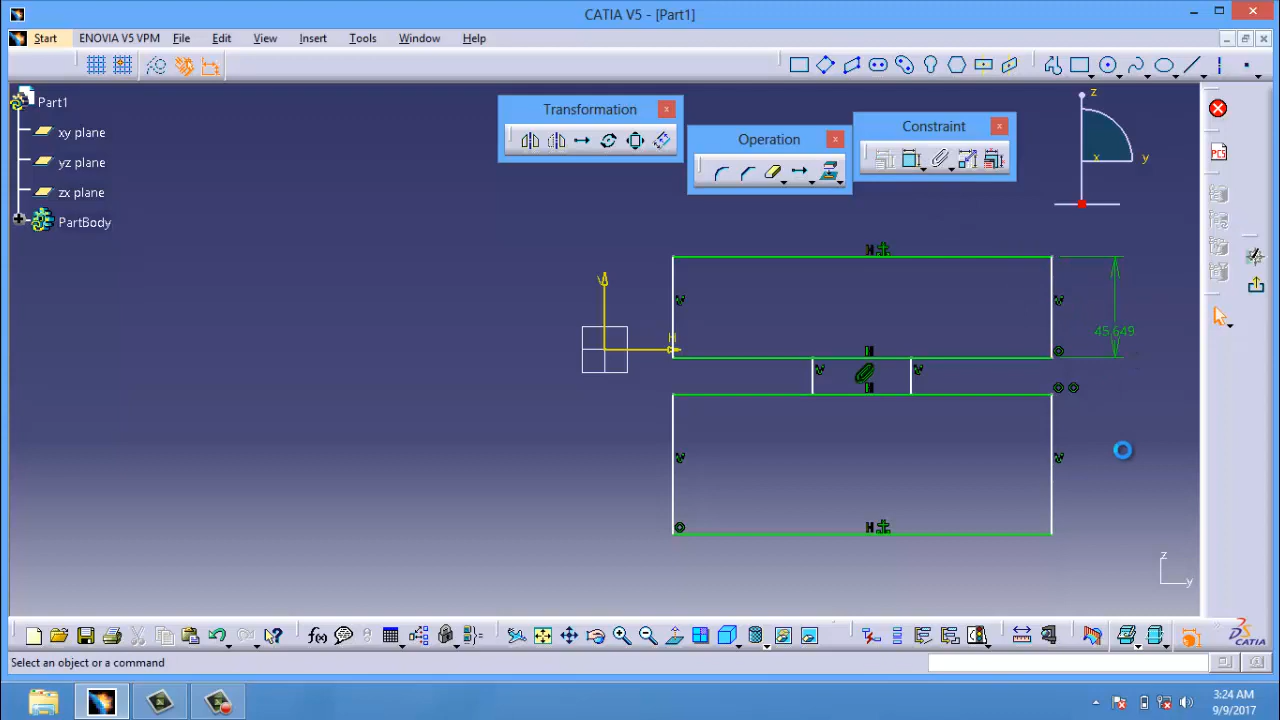 CATIA V5 - [Part1]
Start ENOVIA V5 VPM File Edit View Insert Tools Window Help
Part1
xy plane
yz plane
zx plane
PartBody
Transformation
Operation
Constraint
z
x
y
V
H
45,649
z
y
f(x)
PCS
CATIA
Select an object or a command
3:24 AM
9/9/2017